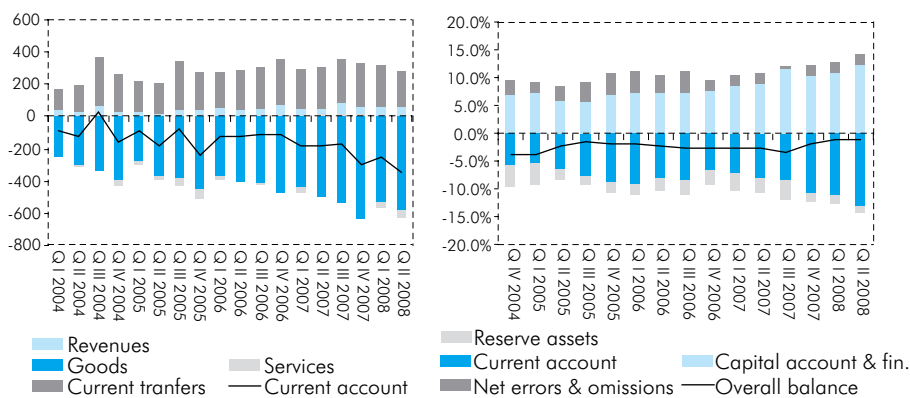 600
400
200
0
-200
-400
-600
-800
Q I 2004
Q II 2004
Q III 2004
Q IV 2004
Q I 2005
Q II 2005
Q III 2005
Q IV 2005
Q I 2006
Q II 2006
Q III 2006
Q IV 2006
Q I 2007
Q II 2007
Q III 2007
Q IV 2007
Q I 2008
Q II 2008
Revenues
Goods
Services
Current tranfers
Current account
20.0%
15.0%
10.0%
5.0%
0.0%
-5.0%
-10.0%
-15.0%
-20.0%
Q IV 2004
Q I 2005
Q II 2005
Q III 2005
Q IV 2005
Q I 2006
Q II 2006
Q III 2006
Q IV 2006
Q I 2007
Q II 2007
Q III 2007
Q IV 2007
Q I 2008
Q II 2008
Reserve assets
Current account
Capital account & fin.
Net errors & omissions
Overall balance